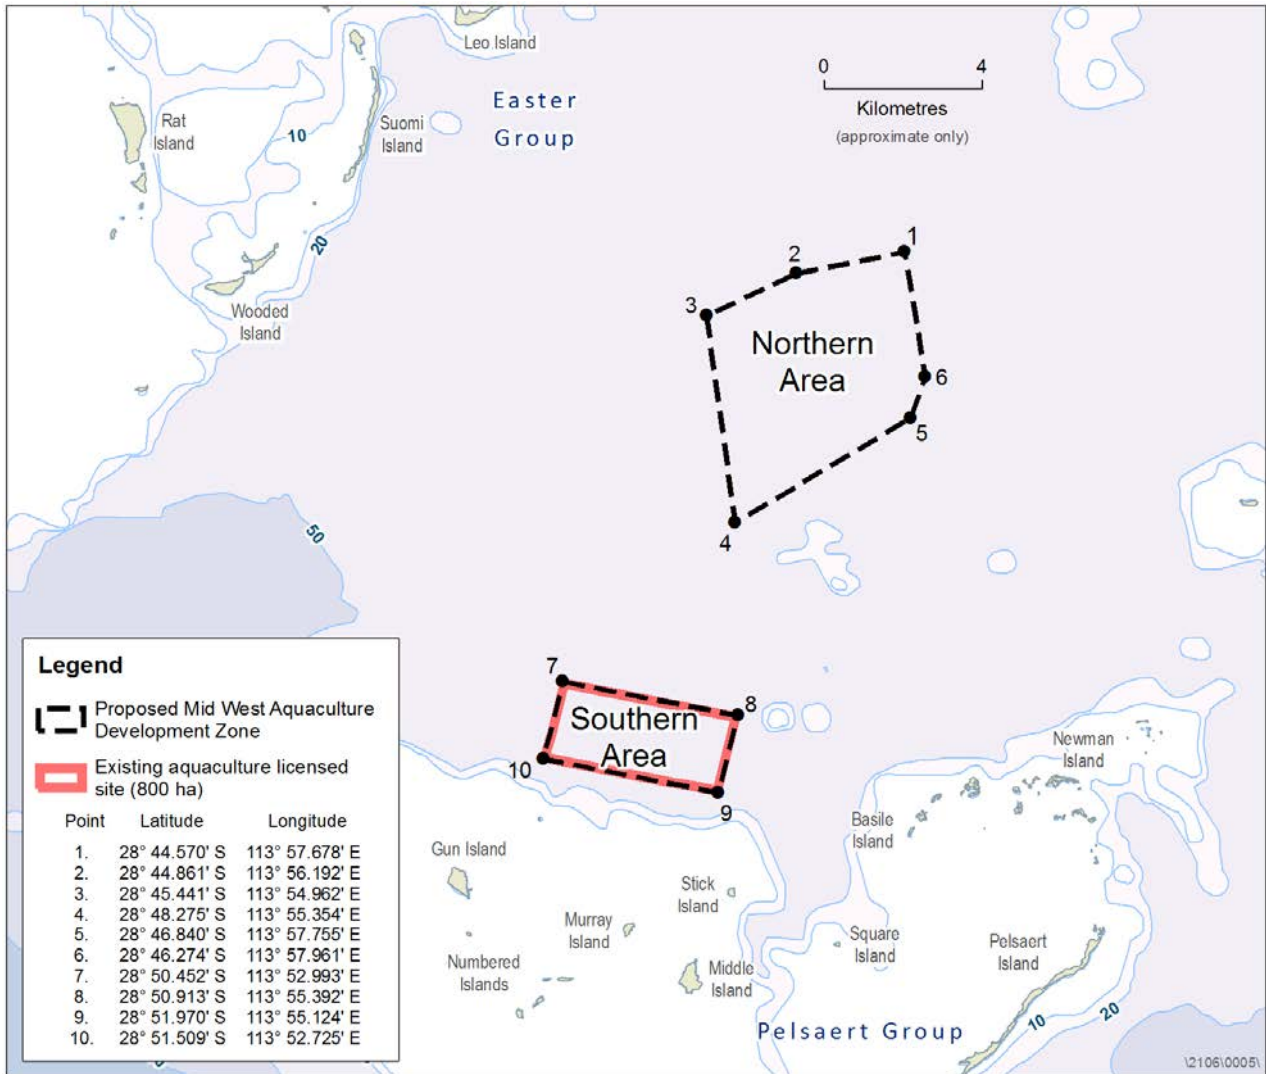 Leo Island
0 4
Kilometres
(approximate only)
Easter
Group
Rat
Island
10
Suomi
Island
20
Wooded
Island
1
2
3
Northern
Area
6
5
4
50
7
8
Southern
Area
10
9
Newman
Island
Basile
Island
Gun Island
Stick
Island
Murray
Island
Square
Island
Pelsaert
Island
Numbered
Islands
Middle
Island
Pelsaert Group
10
20
\2106\0005\
Legend
Proposed Mid West Aquaculture
Development Zone
Existing aquaculture licensed
site (800 ha)
Point Latitude Longitude
1. 28° 44.570' S 113° 57.678' E
2. 28° 44.861' S 113° 56.192' E
3. 28° 45.441' S 113° 54.962' E
4. 28° 48.275' S 113° 55.354' E
5. 28° 46.840' S 113° 57.755' E
6. 28° 46.274' S 113° 57.961' E
7. 28° 50.452' S 113° 52.993' E
8. 28° 50.913' S 113° 55.392' E
9. 28° 51.970' S 113° 55.124' E
10. 28° 51.509' S 113° 52.725' E